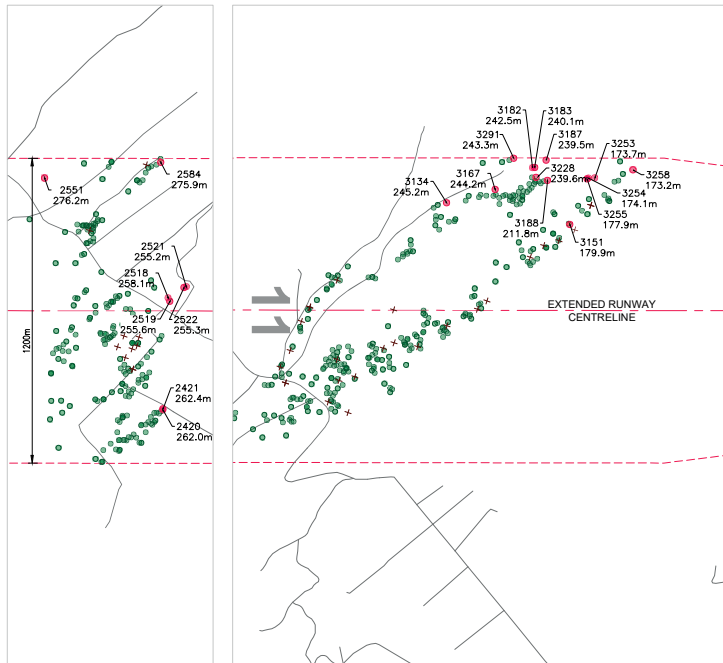 2584
275.9m
2551
276.2m
2521
255.2m
2518
258.1m
2519
255.6m
2522
255.3m
1200m
2421
262.4m
2420
262.0m
3182
242.5m
3183
240.1m
3291
243.3m
3187
239.5m
3253
173.7m
3167
244.2m
3228
239.6m
3258
173.2m
3134
245.2m
3254
174.1m
3255
177.9m
3188
211.8m
3151
179.9m
11
EXTENDED RUNWAY
CENTRELINE